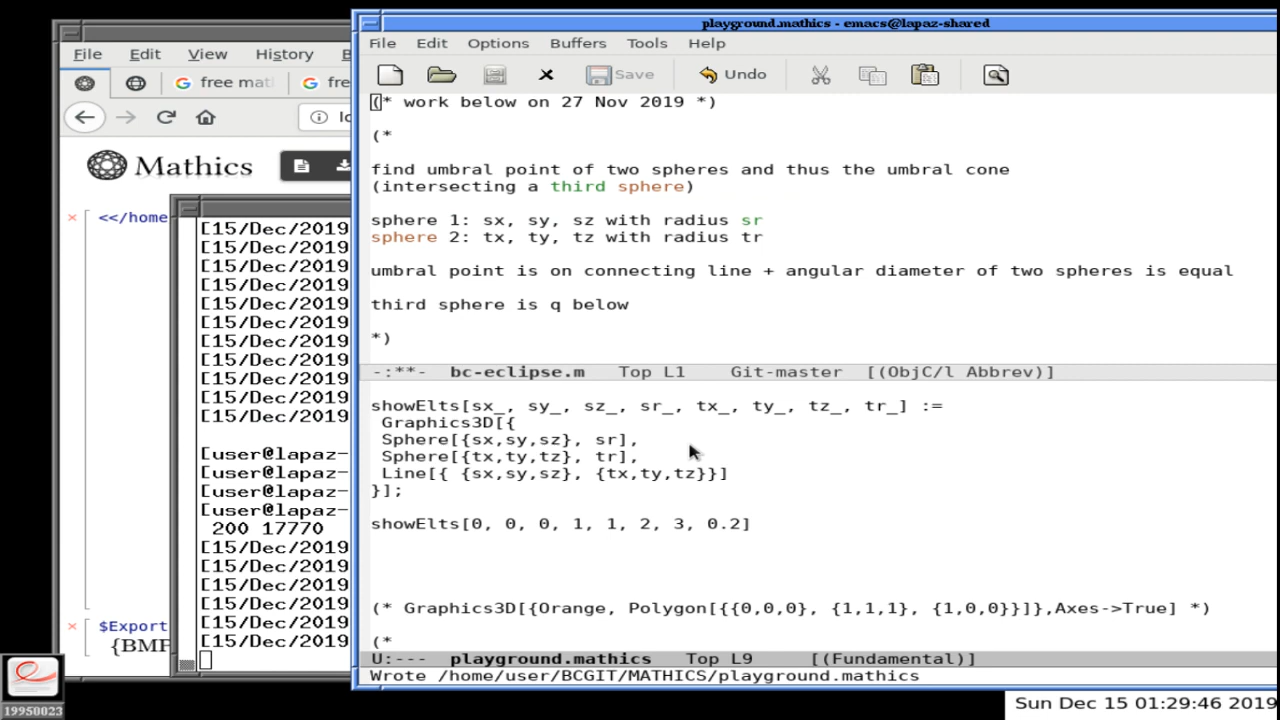 File Edit View History B
free mat
fre
lo
Mathics
<</home
$Export
{BMF
[15/Dec/2019
[15/Dec/2019
[15/Dec/2019
[15/Dec/2019
[15/Dec/2019
[15/Dec/2019
[15/Dec/2019
[15/Dec/2019
[15/Dec/2019
[15/Dec/2019
[15/Dec/2019
[user@lapaz-
[user@lapaz-
[user@lapaz-
[user@lapaz-
200 17770
[15/Dec/2019
[15/Dec/2019
[15/Dec/2019
[15/Dec/2019
[15/Dec/2019
[15/Dec/2019
playground.mathics - emacs@lapaz-shared
File Edit Options Buffers Tools Help
Save Undo
(* work below on 27 Nov 2019 *)
(*
find umbral point of two spheres and thus the umbral cone
(intersecting a third sphere)
sphere 1: sx, sy, sz with radius sr
sphere 2: tx, ty, tz with radius tr
umbral point is on connecting line + angular diameter of two spheres is equal
third sphere is q below
*)
-:**- bc-eclipse.m Top L1 Git-master [(ObjC/l Abbrev)]
showElts[sx_, sy_, sz_, sr_, tx_, ty_, tz_, tr_] :=
Graphics3D[{
Sphere[{sx,sy,sz}, sr],
Sphere[{tx,ty,tz}, tr],
Line[{ {sx,sy,sz}, {tx,ty,tz}}]
}];
showElts[0, 0, 0, 1, 1, 2, 3, 0.2]
(* Graphics3D[{Orange, Polygon[{{0,0,0}, {1,1,1}, {1,0,0}}]},Axes->True] *)
(*
U:--- playground.mathics Top L9 [(Fundamental)]
Wrote /home/user/BCGIT/MATHICS/playground.mathics
19950023
Sun Dec 15 01:29:46 2019